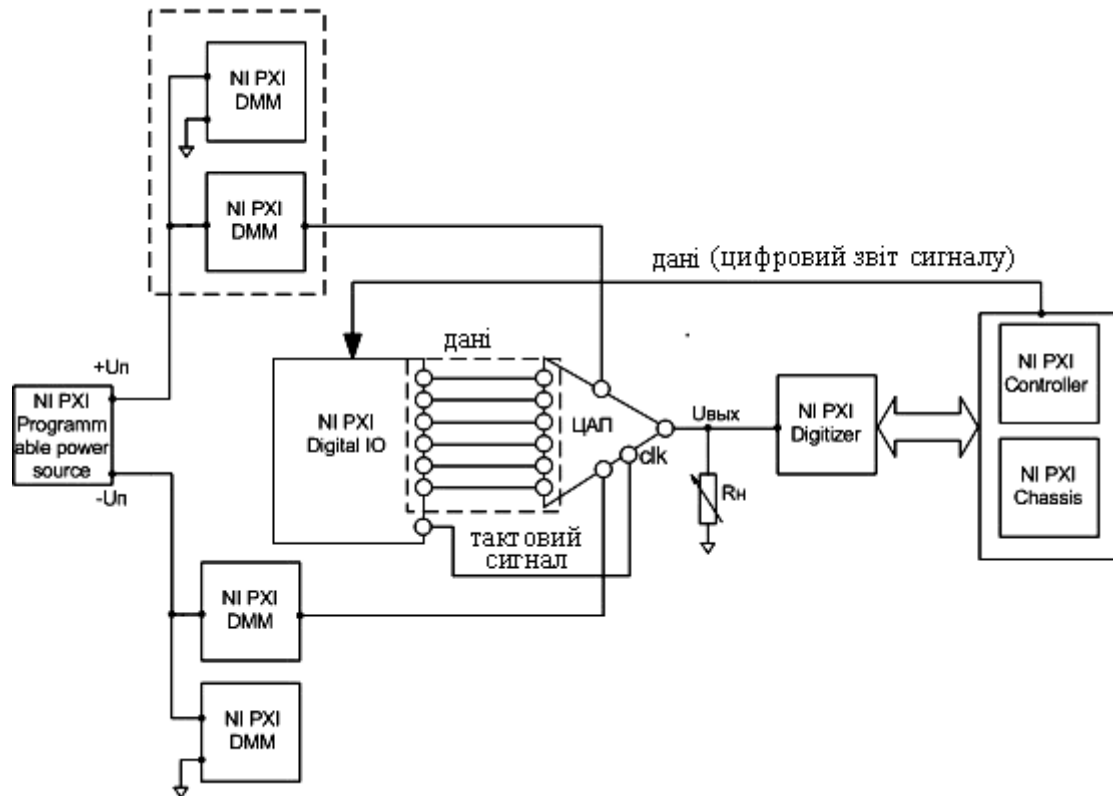 NI PXI
DMM
NI PXI
DMM
дані (цифровий звіт сигналу)
+Uп
NI PXI
Programm
able power
source
-Uп
дані
NI PXI
Digital IO
ЦАП
clk
Uвых
Rн
NI PXI
Digitizer
NI PXI
Controller
NI PXI
Chassis
тактовий
сигнал
NI PXI
DMM
NI PXI
DMM